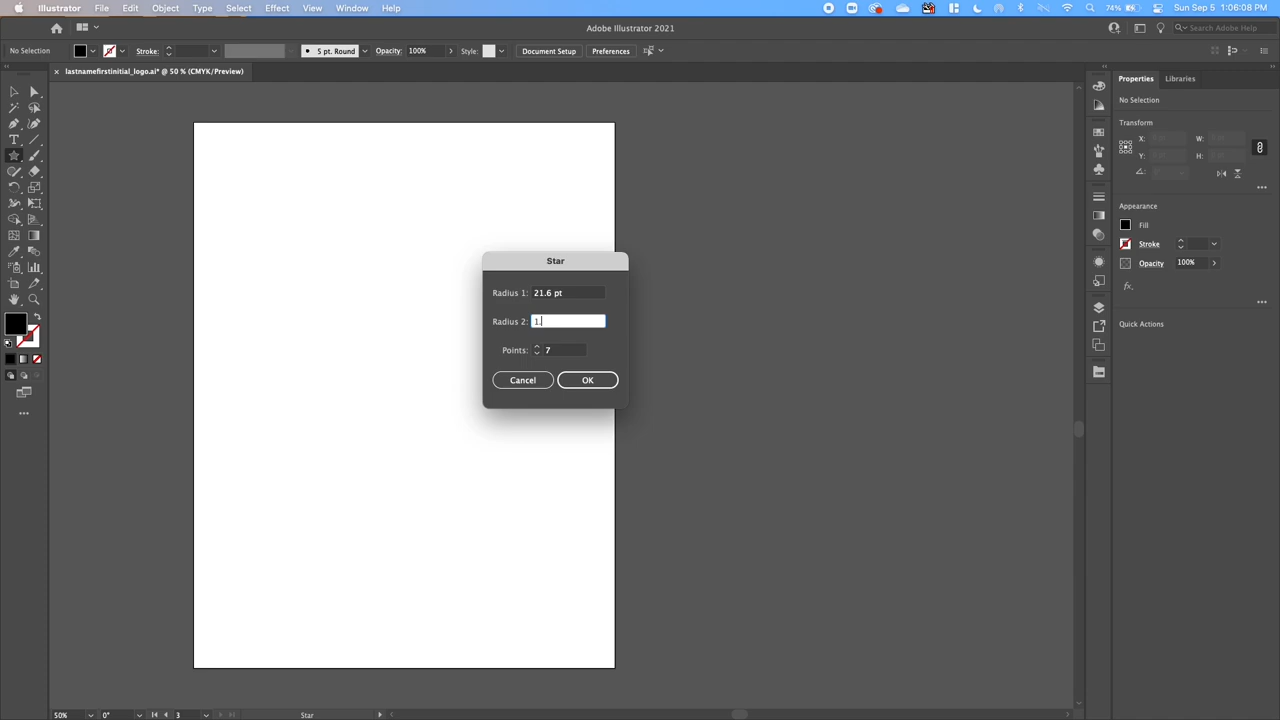 Illustrator File Edit Object Type Select Effect View Window Help 74% Sun Sep 5 1:06:08 PM
Adobe Illustrator 2021 Search Adobe Help
No Selection Stroke: 5 pt. Round Opacity: 100% Style: Document Setup Preferences
× lastnamefirstinitial_logo.ai* @ 50 % (CMYK/Preview)
Properties Libraries
No Selection
Transform
X: W:
Y: H:
Appearance
Fill
Stroke
Opacity 100%
fx.
Quick Actions
Star
Radius 1: 21.6 pt
Radius 2: 1.
Points: 7
Cancel OK
50% 0° 3 Star